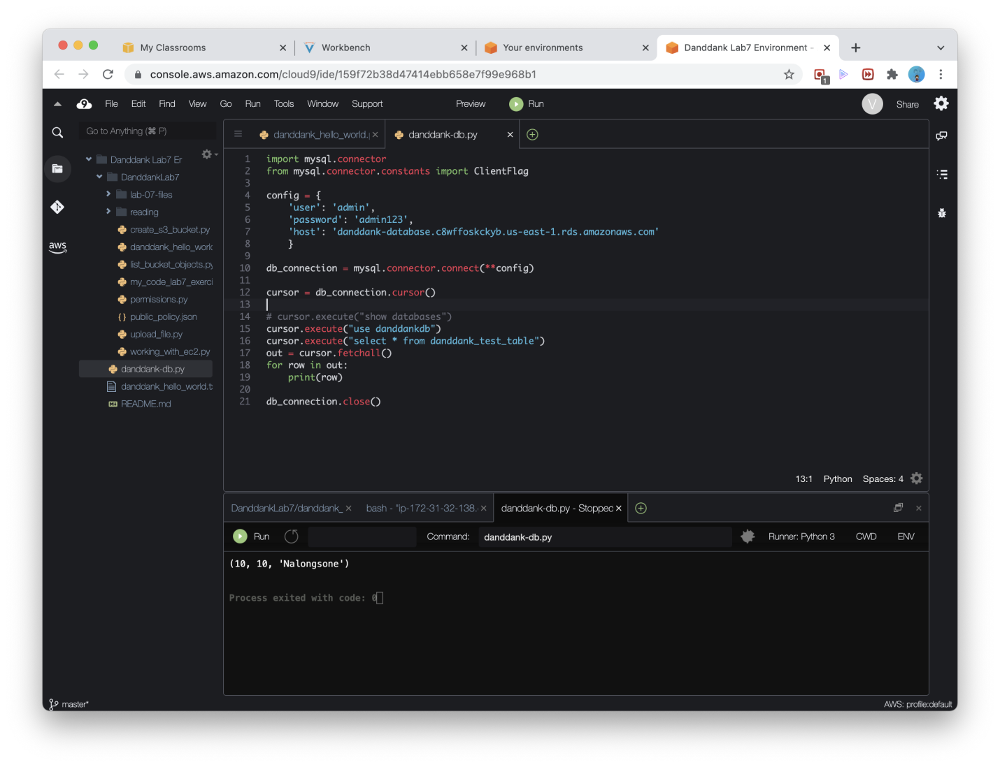 My Classrooms
Workbench
Your environments
Danddank Lab7 Environment -
console.aws.amazon.com/cloud9/ide/159f72b38d47414ebb658e7f99e968b1
1
9 File Edit Find View Go Run Tools Window Support Preview Run V Share
Go to Anything (⌘ P)
Danddank Lab7 Er
DanddankLab7
lab-07-files
reading
create_s3_bucket.py
danddank_hello_world
list_bucket_objects.py
my_code_lab7_exerci
permissions.py
{} public_policy.json
upload_file.py
working_with_ec2.py
danddank-db.py
danddank_hello_world.tx
README.md
aws
danddank_hello_world.p
danddank-db.py
1 import mysql.connector
2 from mysql.connector.constants import ClientFlag
3
4 config = {
5     'user': 'admin',
6     'password': 'admin123',
7     'host': 'danddank-database.c8wffoskckyb.us-east-1.rds.amazonaws.com'
8     }
9
10 db_connection = mysql.connector.connect(**config)
11
12 cursor = db_connection.cursor()
13
14 # cursor.execute("show databases")
15 cursor.execute("use danddankdb")
16 cursor.execute("select * from danddank_test_table")
17 out = cursor.fetchall()
18 for row in out:
19     print(row)
20
21 db_connection.close()
13:1 Python Spaces: 4
DanddankLab7/danddank_
bash - "ip-172-31-32-138.
danddank-db.py - Stopped
Run Command: danddank-db.py Runner: Python 3 CWD ENV
(10, 10, 'Nalongsone')
Process exited with code: 0
master*
AWS: profile:default